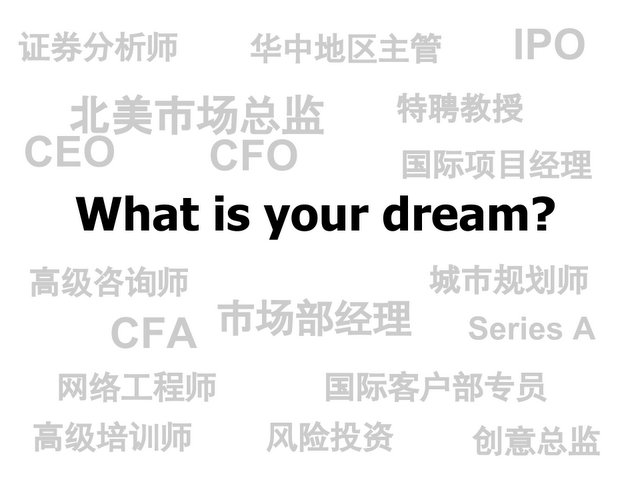 证券分析师 华中地区主管 IPO
北美市场总监 特聘教授
CEO CFO 国际项目经理
What is your dream?
高级咨询师 城市规划师
CFA 市场部经理 Series A
网络工程师 国际客户部专员
高级培训师 风险投资 创意总监